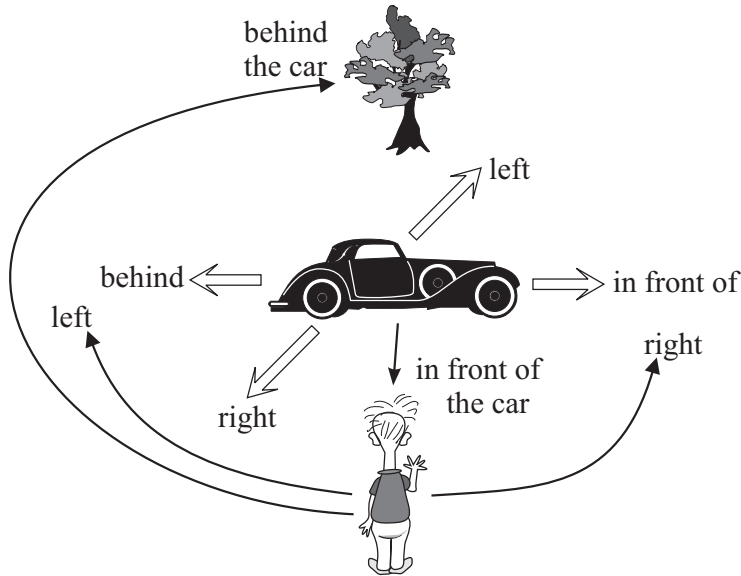 behind
the car
left
behind
in front of
left
right
in front of
the car
right